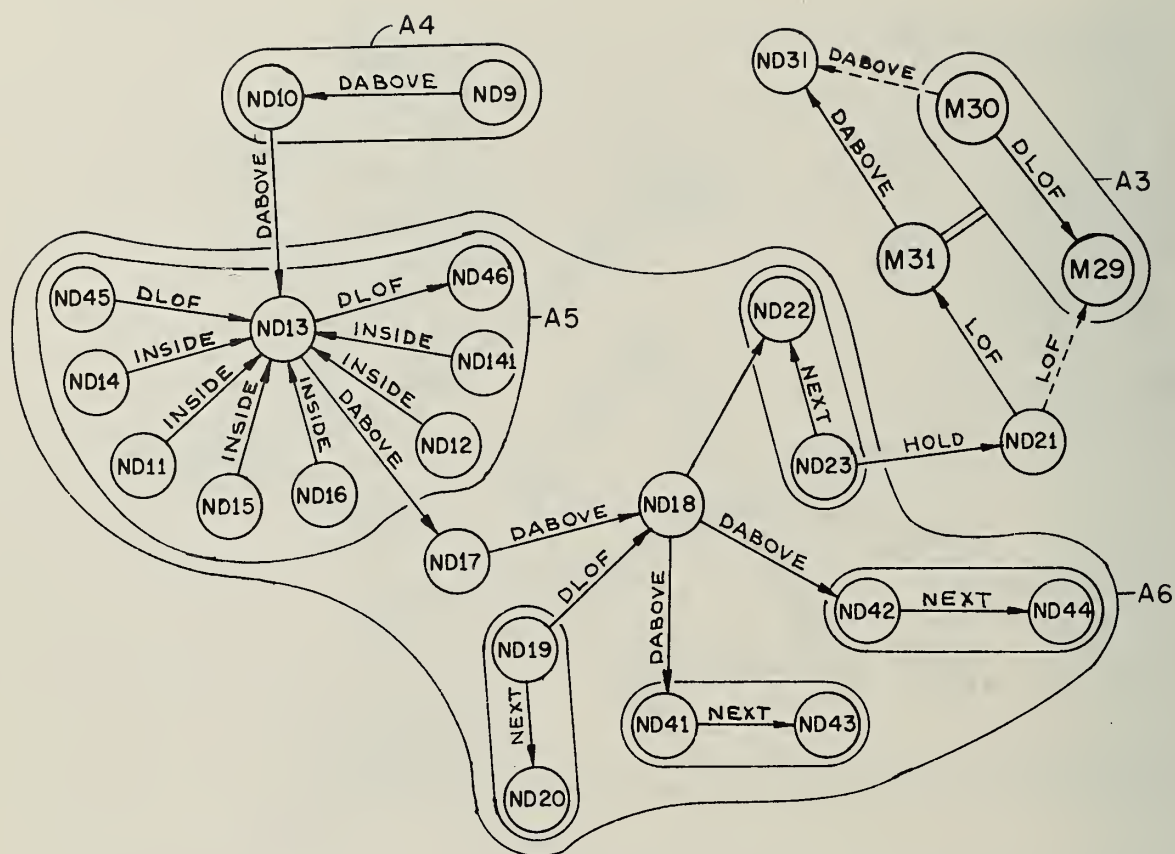 A4
ND10
DABOVE
ND9
ND31
DABOVE
M30
DABOVE
DLOF
A3
DABOVE
M31
M29
ND45
DLOF
ND13
DLOF
ND46
A5
ND22
INSIDE
ND14
INSIDE
ND141
INSIDE
INSIDE
INSIDE
INSIDE
DABOVE
ND12
NEXT
LOF
LOF
ND11
ND15
ND16
ND23
HOLD
ND21
ND17
DABOVE
ND18
DABOVE
DLOF
DABOVE
ND42
NEXT
ND44
A6
ND19
NEXT
ND41
NEXT
ND43
ND20